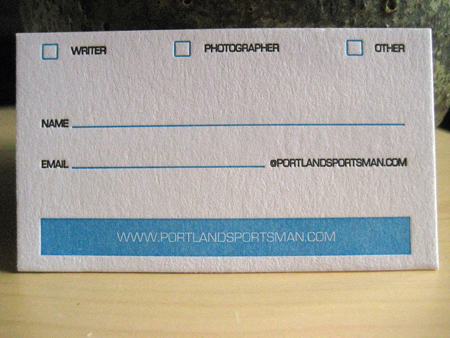 WRITER PHOTOGRAPHER OTHER
NAME
EMAIL @PORTLANDSPORTSMAN.COM
WWW.PORTLANDSPORTSMAN.COM